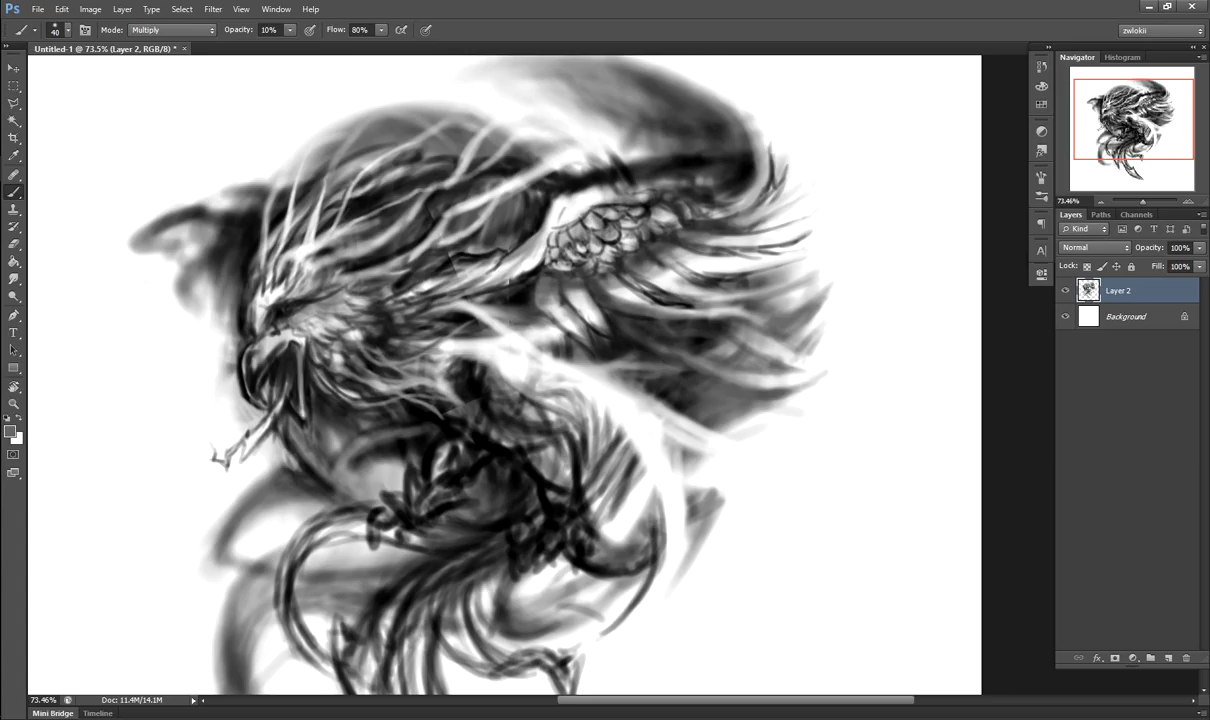 Ps File Edit Image Layer Type Select Filter View Window Help
40 Mode: Multiply Opacity: 10% Flow: 80% zwlokii
Untitled-1 @ 73.5% (Layer 2, RGB/8) * ×
Navigator Histogram
73.46%
Layers Paths Channels
Kind
Normal Opacity: 100%
Lock: Fill: 100%
Layer 2
Background
73.46% Doc: 11.4M/14.1M
Mini Bridge Timeline